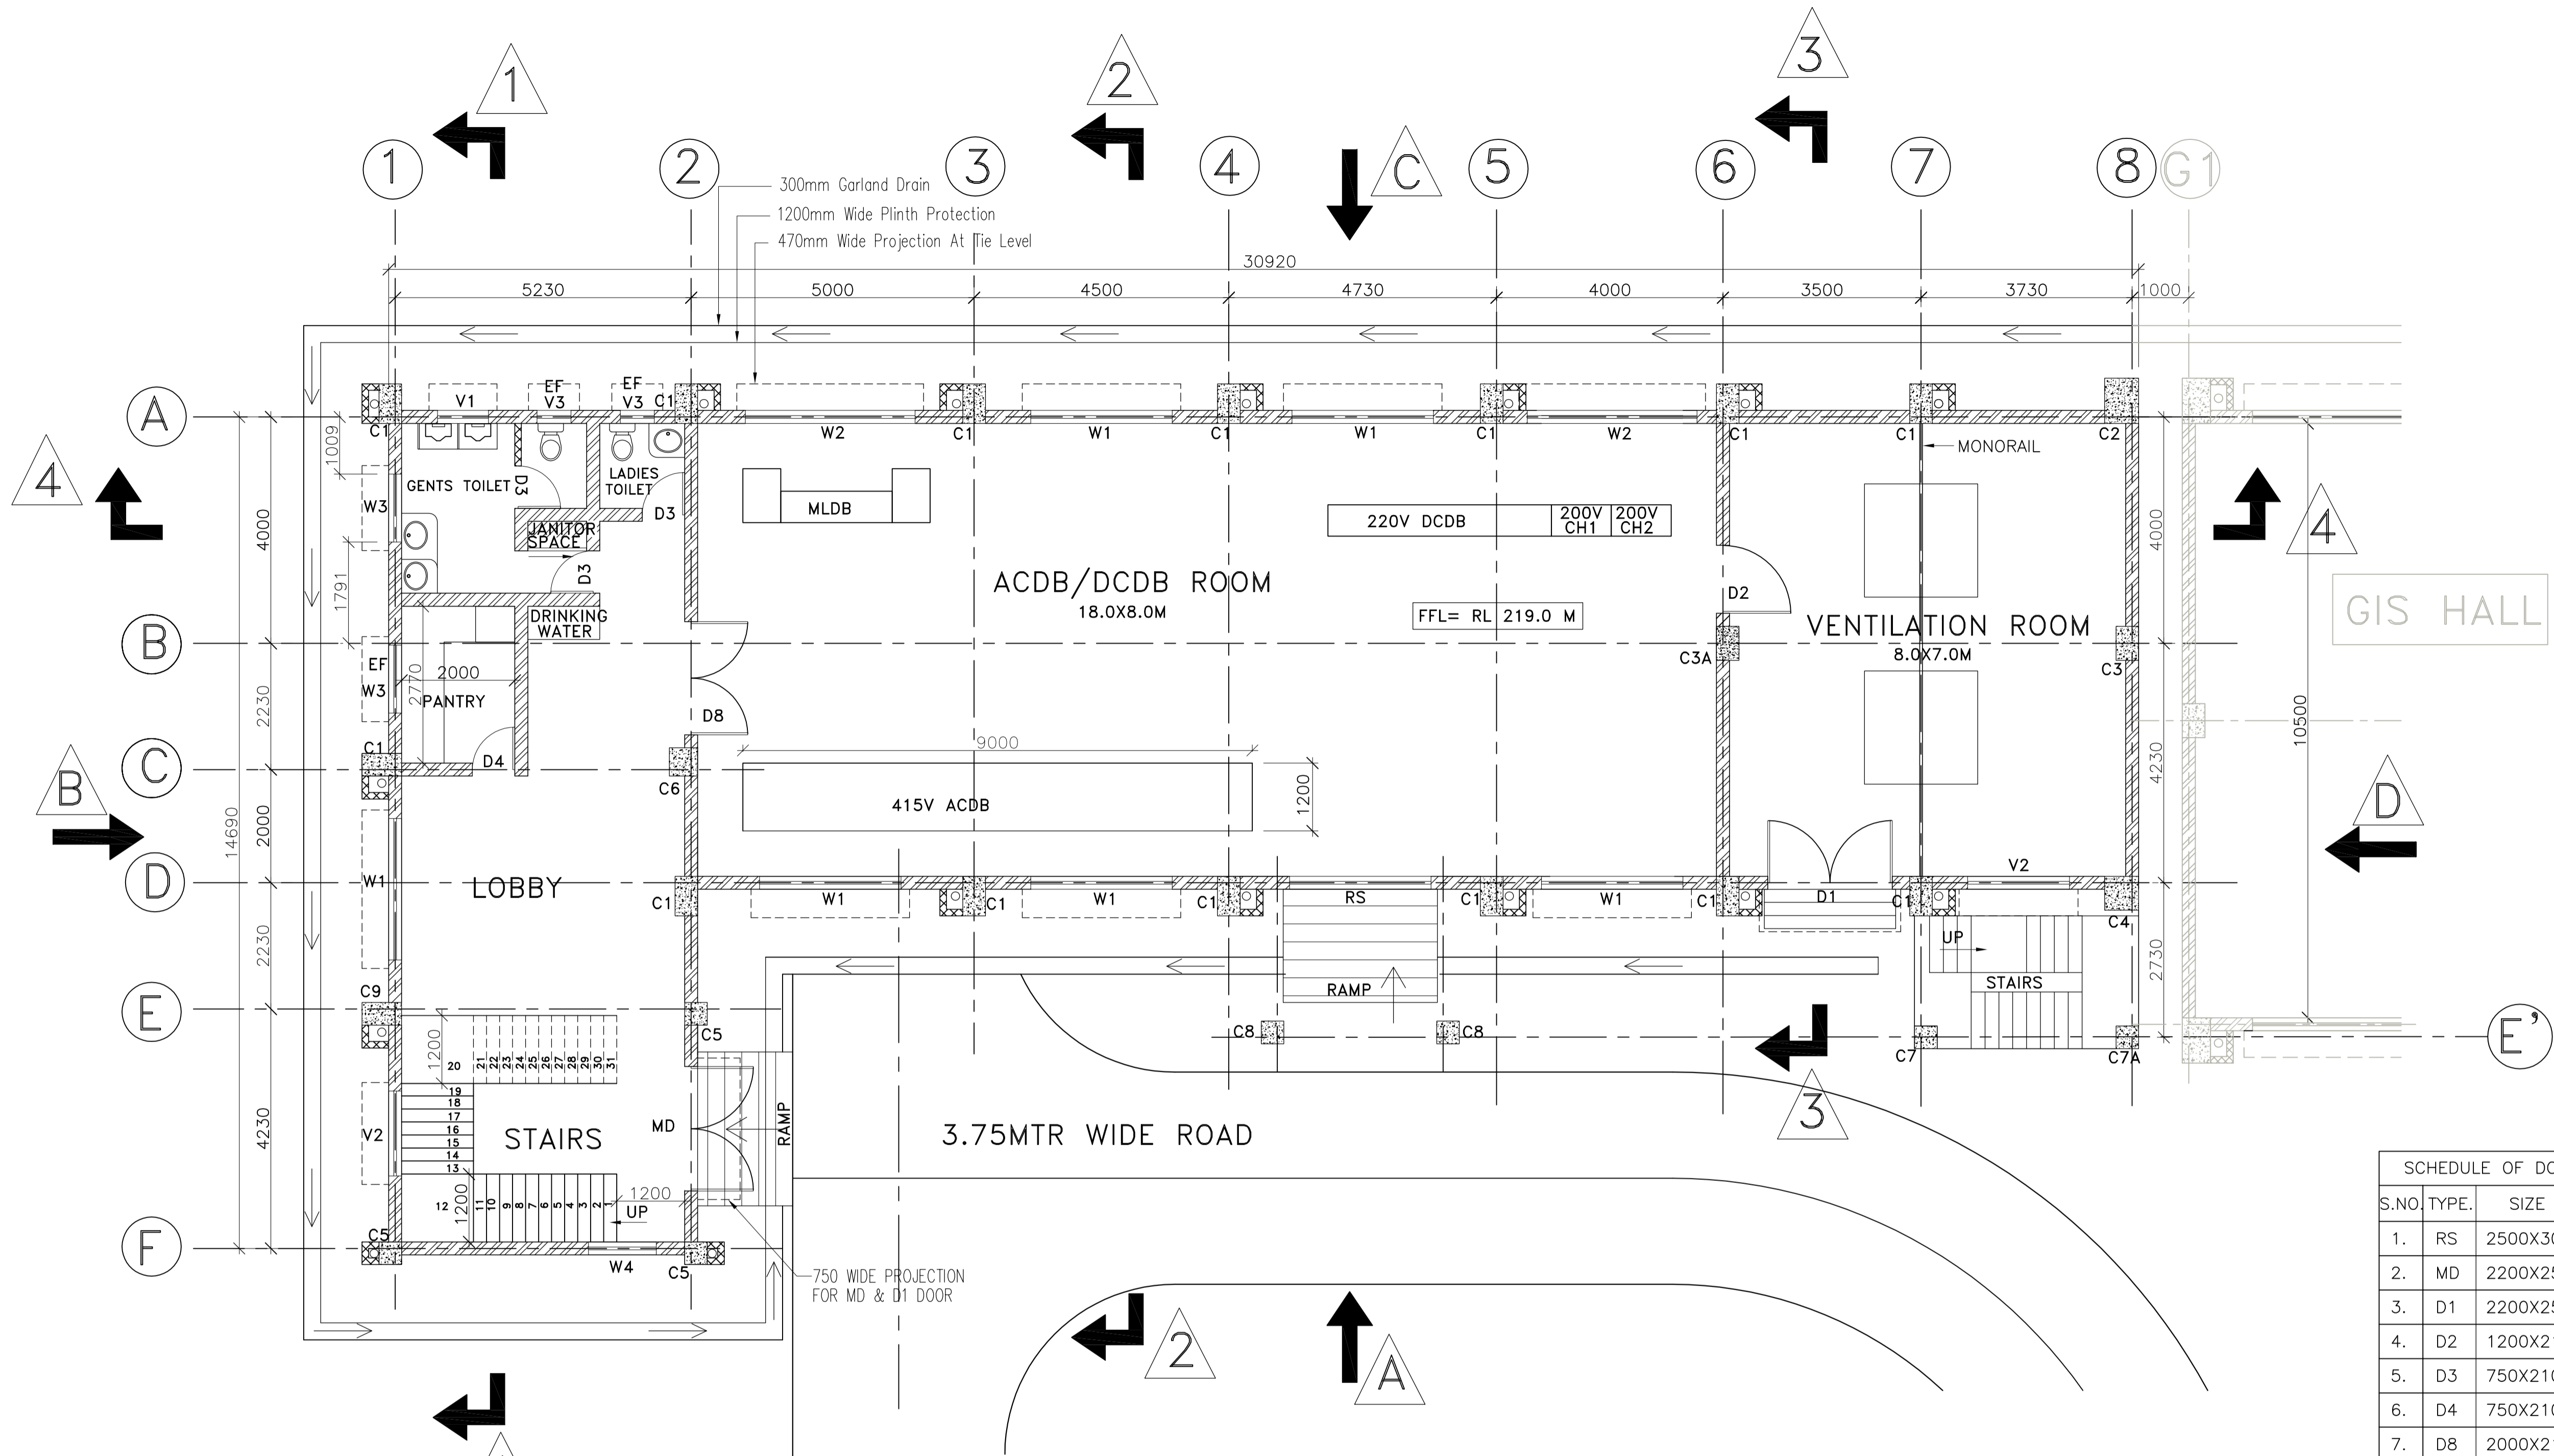 1
2
3
C
1 2 3 4 5 6 7 8 G1
300mm Garland Drain
1200mm Wide Plinth Protection
470mm Wide Projection At Tie Level
30920
5230 5000 4500 4730 4000 3500 3730 1000
A
EF EF
V1 V3 V3 C1
C1 W2 C1 W1 C1 W1 C1 W2 C1 C1 C2
1009
MONORAIL
4
GENTS TOILET D3
LADIES
TOILET
W3
D3
MLDB
220V DCDB
200V
CH1
200V
CH2
4
4000
JANITOR
SPACE
D3
1791
ACDB/DCDB ROOM
18.0X8.0M
D2
4000
GIS HALL
DRINKING
WATER
FFL= RL 219.0 M
VENTILATION ROOM
8.0X7.0M
B
EF
W3
2000
2770
PANTRY
C3A
C3
2230
D8
10500
C1
D4
9000
C
C6
B
415V ACDB
1200
4230
D
14690
2000
D
W1
LOBBY
V2
C1 W1 C1 W1 C1 RS C1 W1 C1 D1 C1 C4
2230
UP
STAIRS
2730
C9
RAMP
E
C5
C8 C8
C7 C7A
E'
1200
20 21 22 23 24 25 26 27 28 29 30 31
19
18
17
16
15
14
13
V2
STAIRS
MD
RAMP
3.75MTR WIDE ROAD
3
4230
12 11 10 9 8 7 6 5 4 3 2 1
1200
1200
UP
F
C5
W4
C5
750 WIDE PROJECTION
FOR MD & D1 DOOR
2
A
S.NO. TYPE. SIZE
1. RS
2. MD
3. D1
4. D2
5. D3
6. D4
7. D8